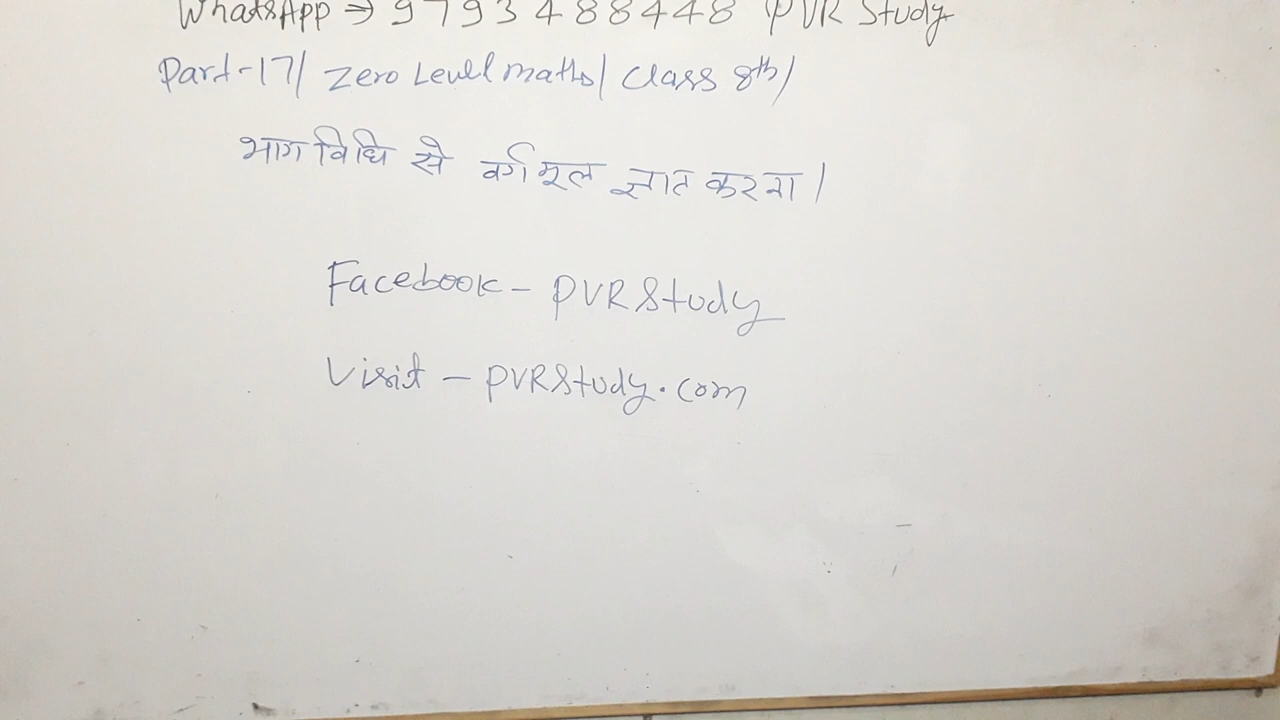 WhatsApp → 9793488448 PVR Study
Part-17/ Zero Level maths/ Class 8th/
भाग विधि से वर्गमूल ज्ञात करना।
Facebook - PVRStudy
Visit - PVRStudy.com